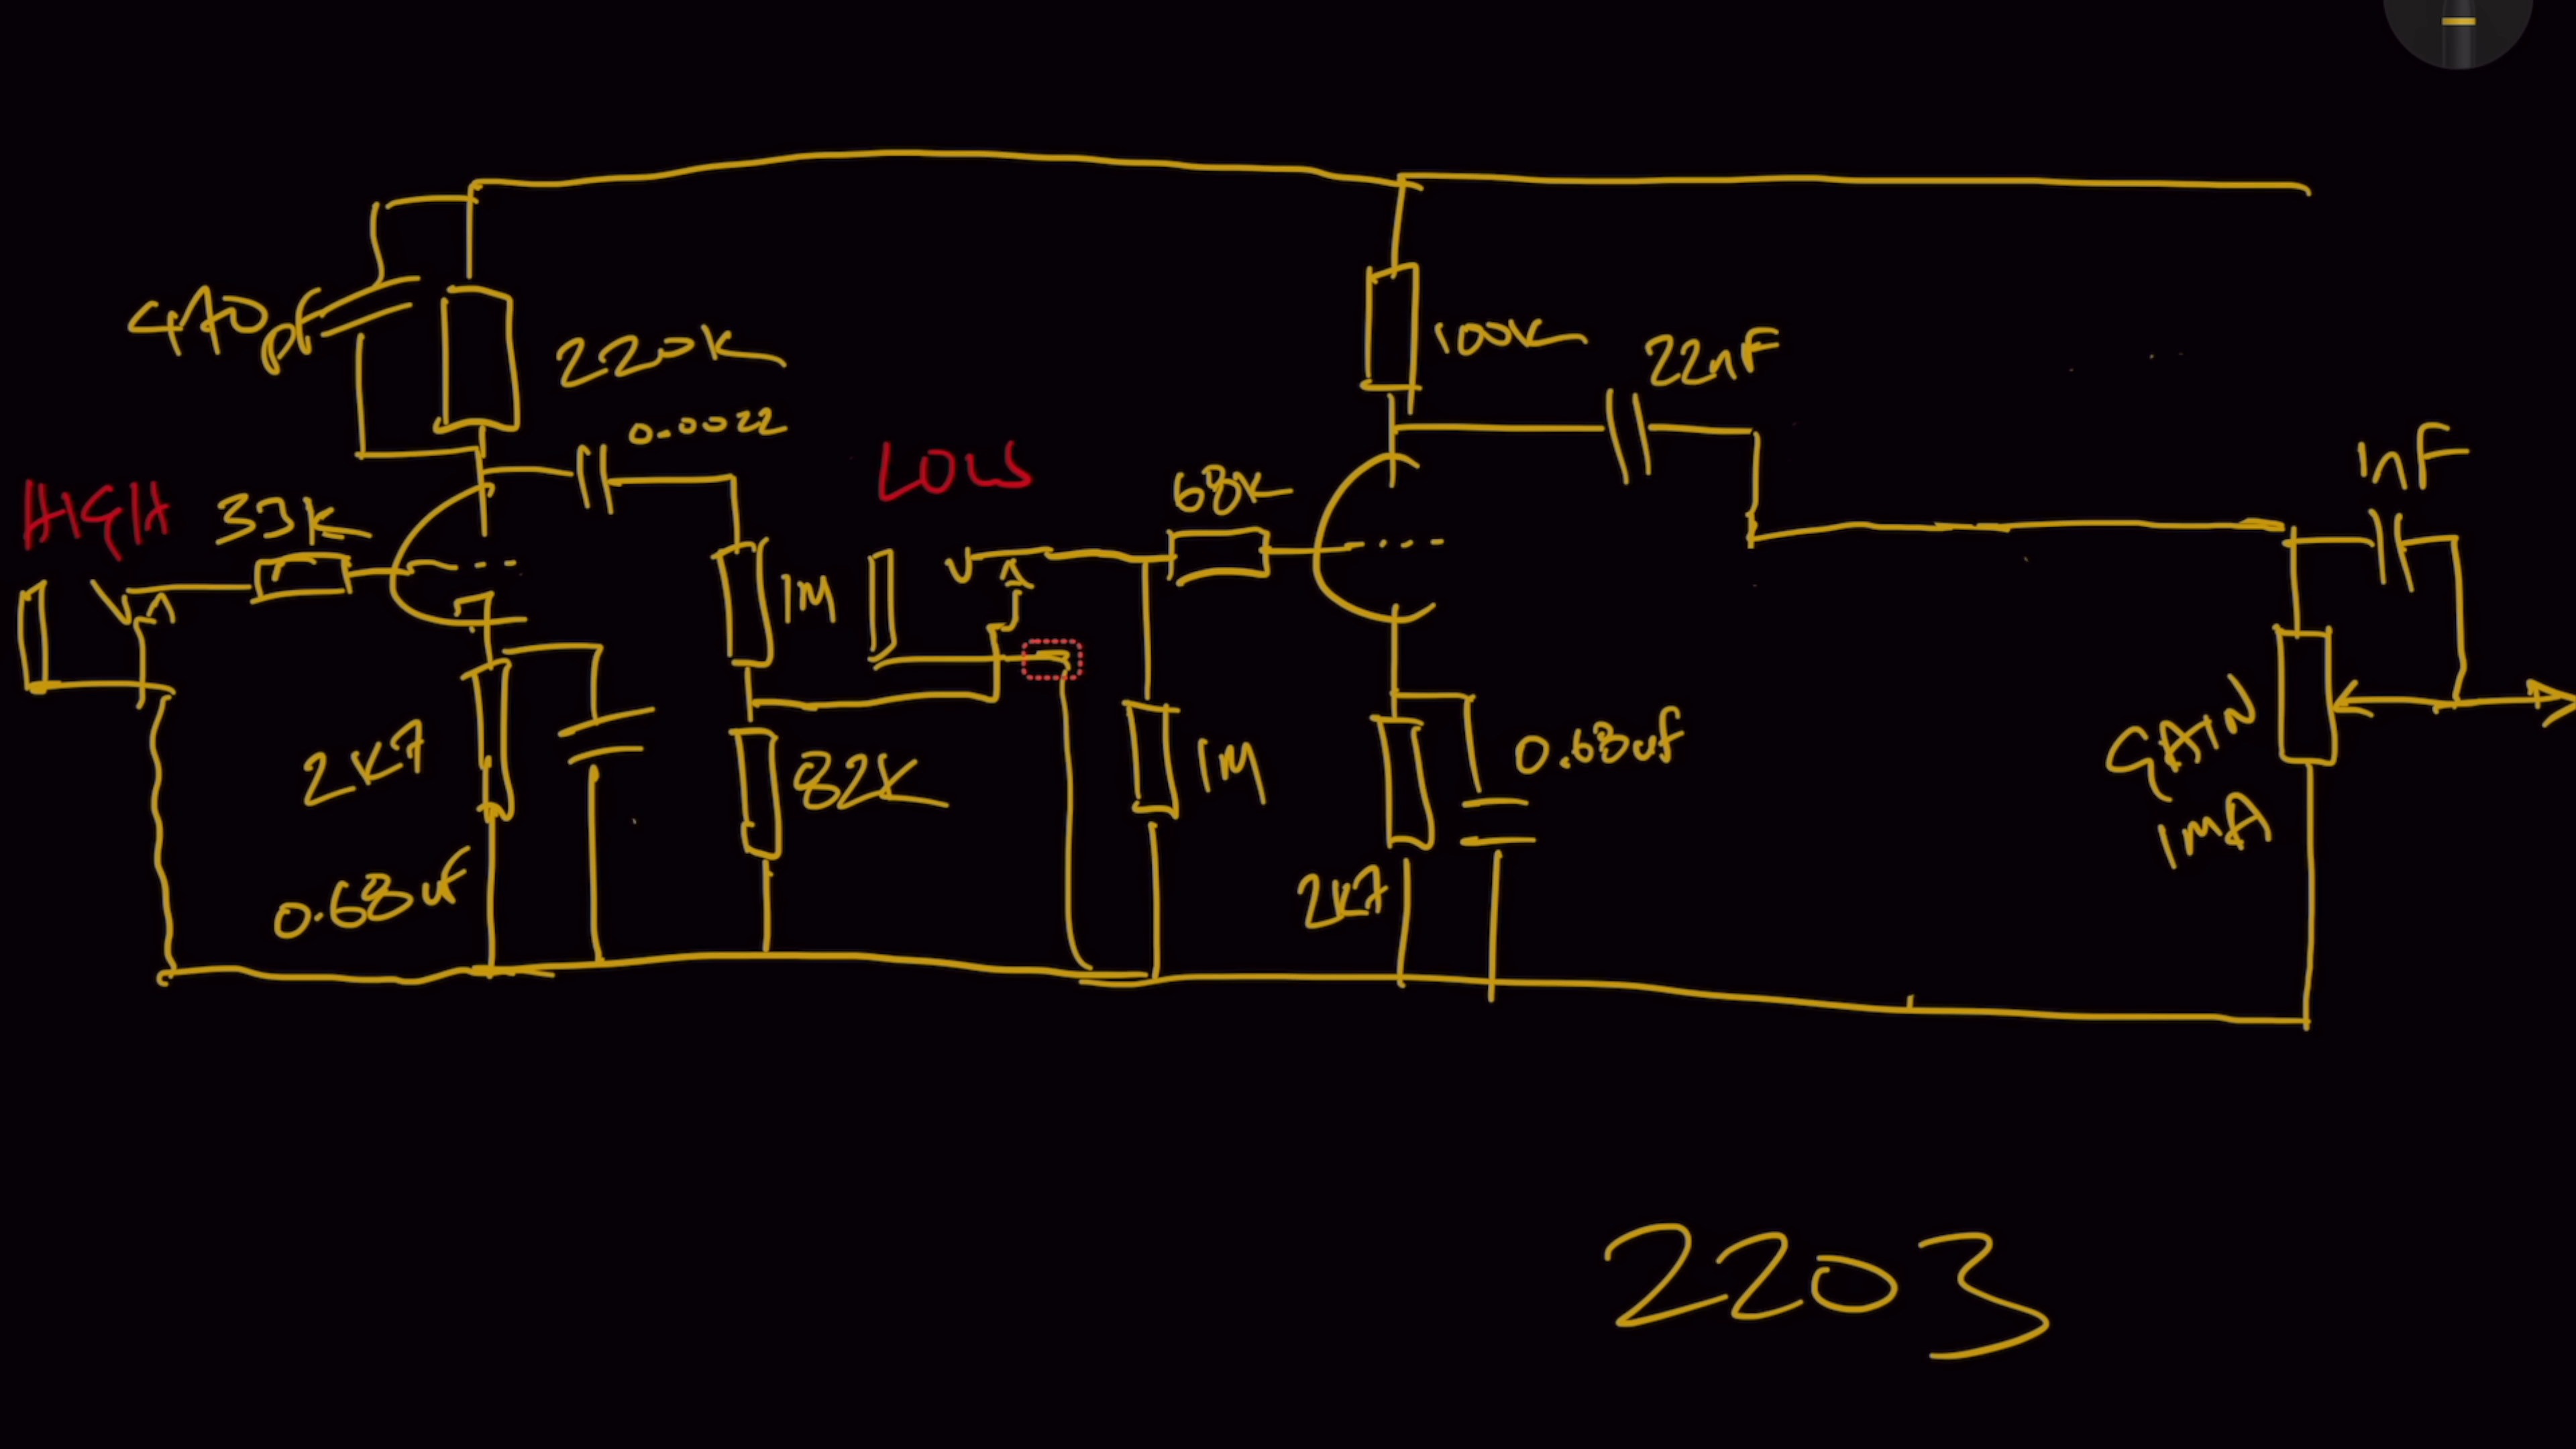 470pf
220k
0.0022
HIGH
33k
2k7
0.68uf
1M
82K
LOW
68k
1M
100k
22nF
2k7
0.68uf
1nF
GAIN
1MA
2203